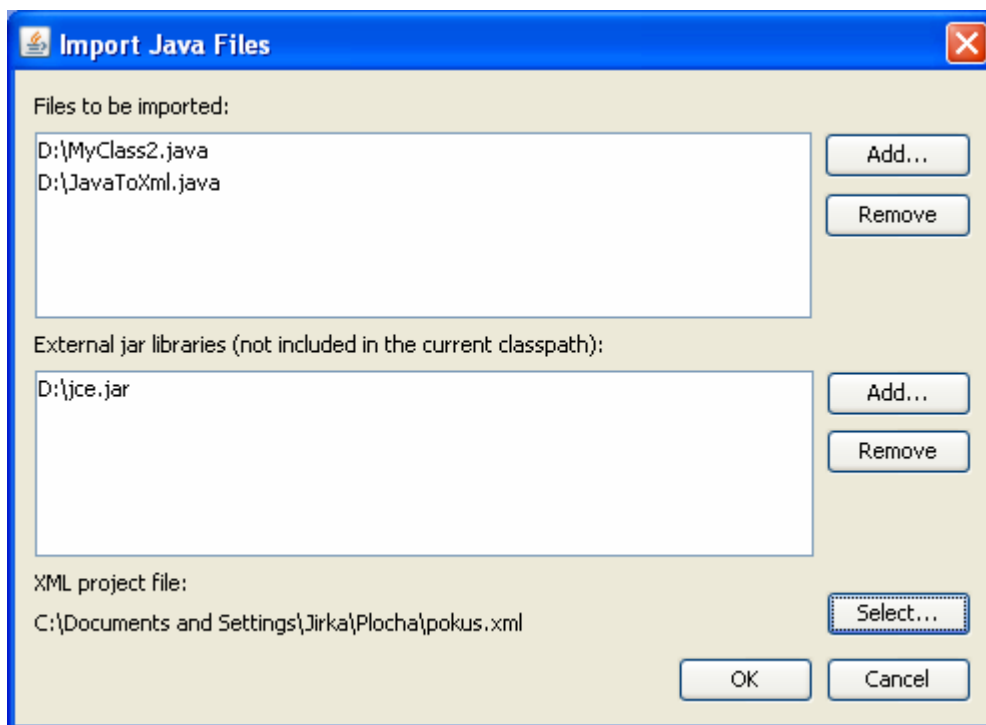 Import Java Files
Files to be imported:
D:\MyClass2.java
D:\JavaToXml.java
Add...
Remove
External jar libraries (not included in the current classpath):
D:\jce.jar
Add...
Remove
XML project file:
C:\Documents and Settings\Jirka\Plocha\pokus.xml
Select...
OK
Cancel